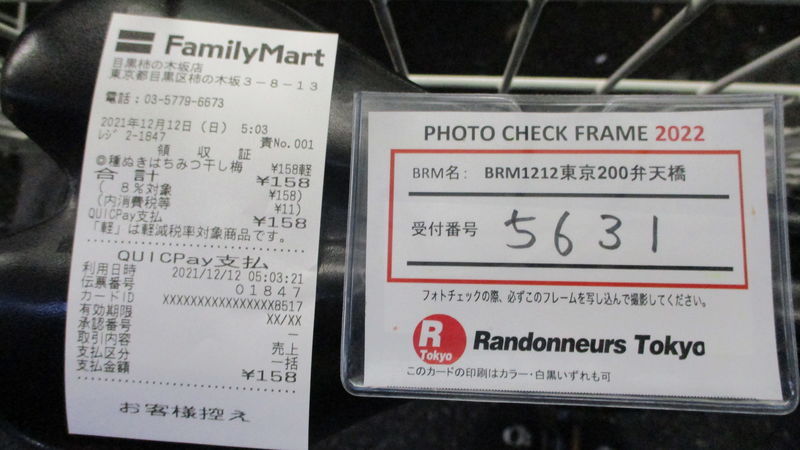 FamilyMart
目黒柿の木坂店
東京都目黒区柿の木坂3-8-13
電話:03-5779-6673
2021年12月12日(日) 5:03
レジ 2-1847 責No.001
領 収 証
◎種ぬきはちみつ干し梅 ¥158軽
合 計 ¥158
( 8%対象 ¥158)
(内消費税等 ¥11)
QUICPay支払 ¥158
「軽」は軽減税率対象商品です。
QUICPay支払
利用日時 2021/12/12 05:03:21
伝票番号 01847
カードID XXXXXXXXXXXXXXXX8517
有効期限 XX/XX
承認番号 ー
取引内容 売上
支払区分 一括
支払金額 ¥158
お客様控え
PHOTO CHECK FRAME 2022
BRM名: BRM1212東京200弁天橋
受付番号 5631
フォトチェックの際、必ずこのフレームを写し込んで撮影してください。
R Tokyo Randonneurs Tokyo
このカードの印刷はカラー・白黒いずれも可